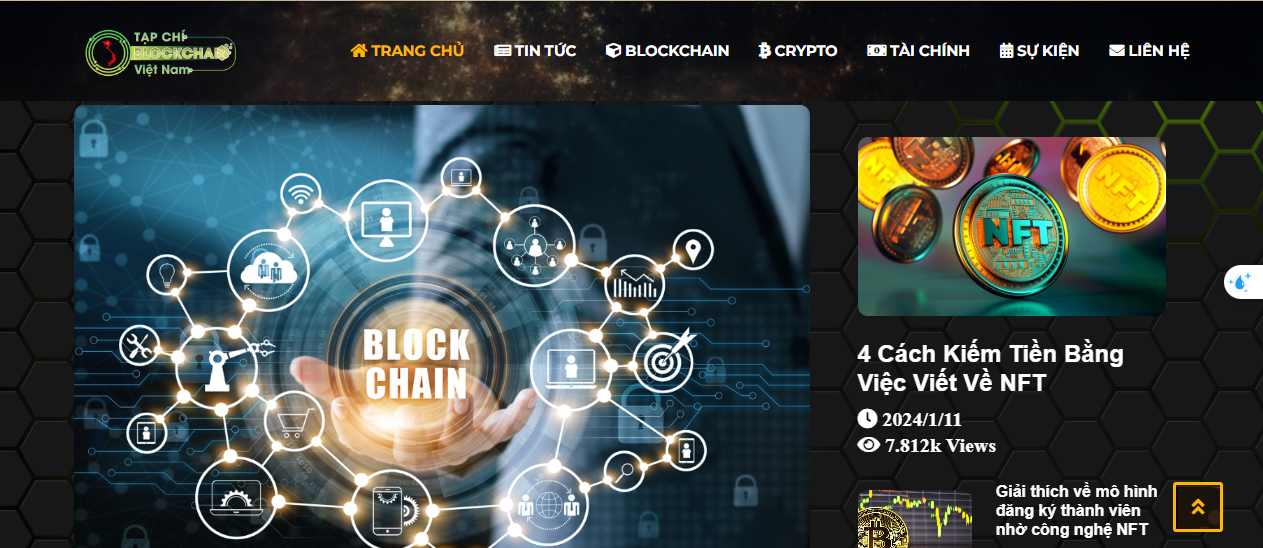 TẠP CHÍ
BLOCKCHAIN
Việt Nam
TRANG CHỦ
TIN TỨC
BLOCKCHAIN
CRYPTO
TÀI CHÍNH
SỰ KIỆN
LIÊN HỆ
BLOCK
CHAIN
NFT
NFT
4 Cách Kiếm Tiền Bằng
Việc Viết Về NFT
2024/1/11
7.812k Views
Giải thích về mô hình
đăng ký thành viên
nhờ công nghệ NFT